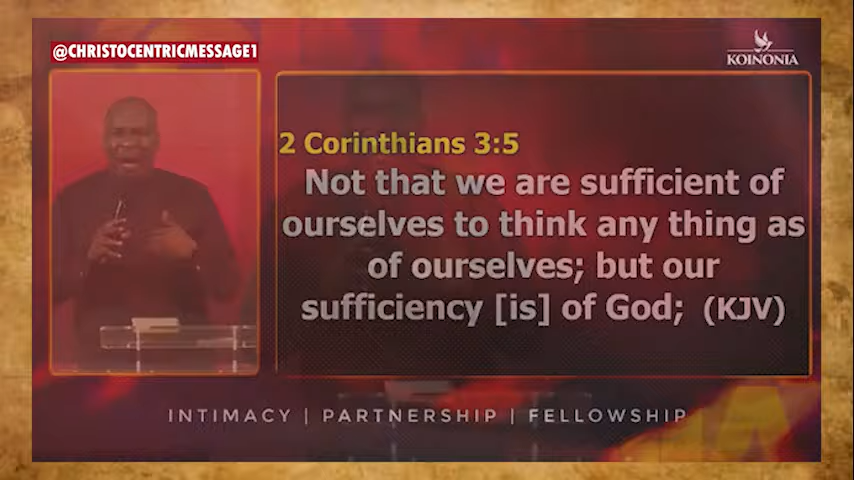 @CHRISTOCENTRICMESSAGE1
KOINONIA
2 Corinthians 3:5
Not that we are sufficient of
ourselves to think any thing as
of ourselves; but our
sufficiency [is] of God; (KJV)
INTIMACY | PARTNERSHIP | FELLOWSHIP